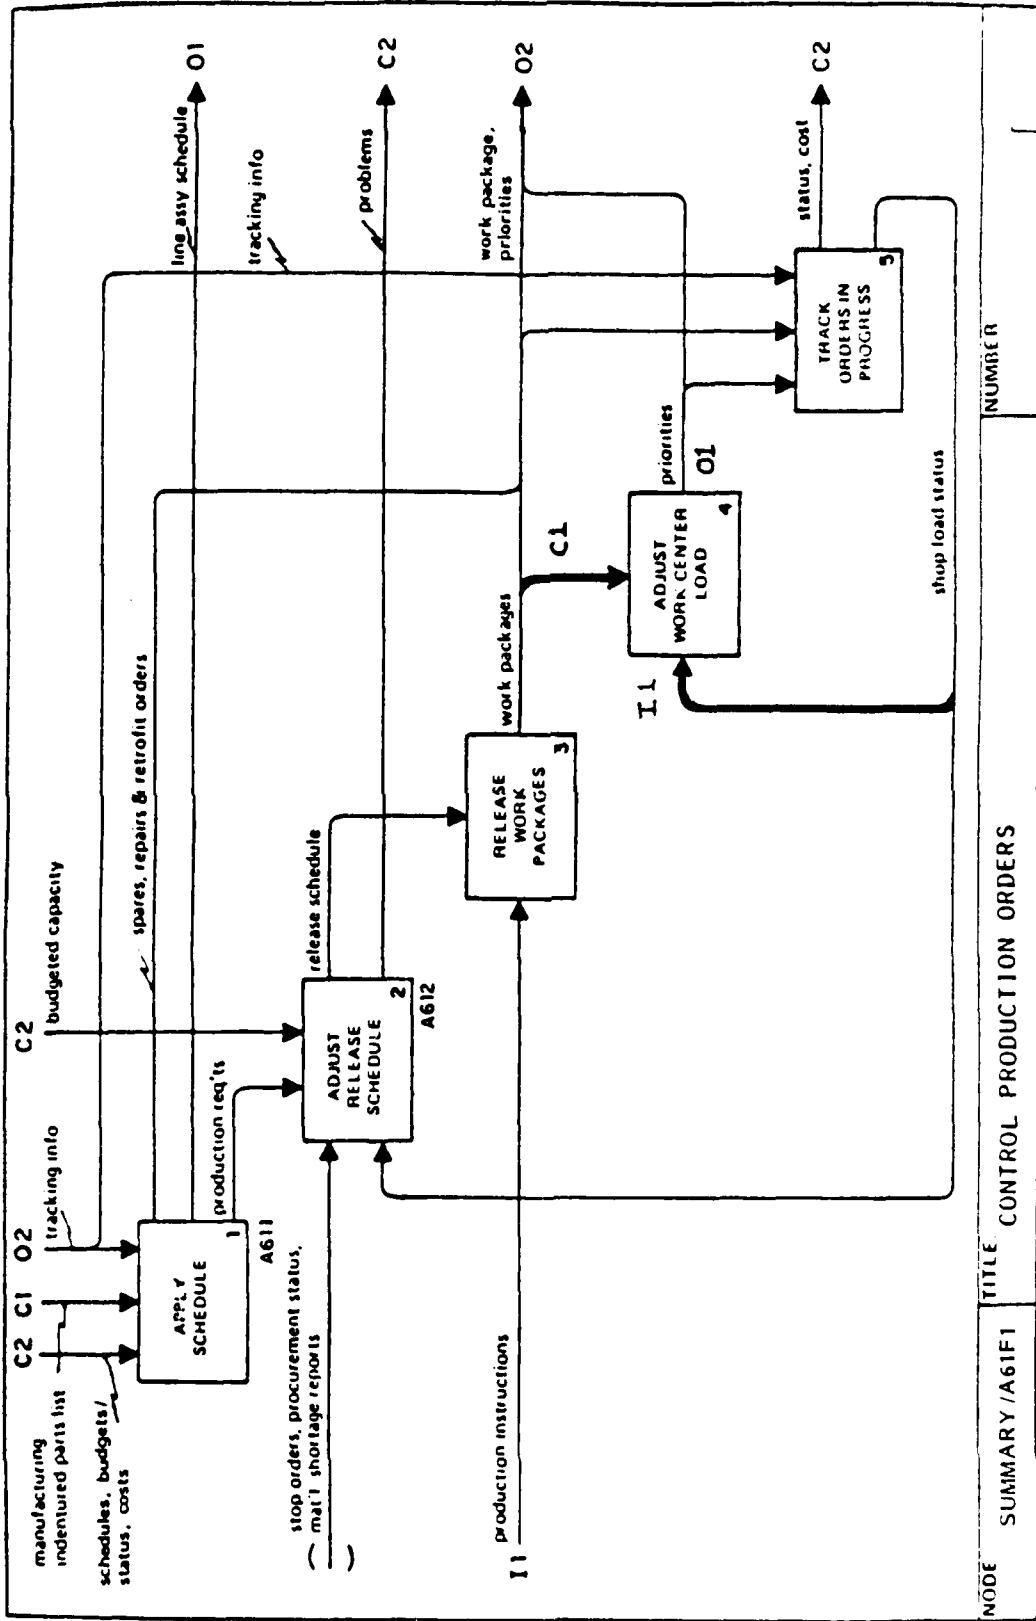 C2
C1
O2
C2
manufacturing
indentured parts list
schedules, budgets/
status, costs
tracking info
budgeted capacity
APPLY
SCHEDULE
1
A611
spares, repairs & retrofit orders
line assy schedule
O1
tracking info
production req'ts
stop orders, procurement status,
mat'l shortage reports
( )
ADJUST
RELEASE
SCHEDULE
2
A612
release schedule
problems
C2
I1
production instructions
RELEASE
WORK
PACKAGES
3
work packages
work package,
priorities
O2
C1
I1
ADJUST
WORK CENTER
LOAD
4
priorities
O1
TRACK
ORDERS IN
PROGRESS
5
status, cost
C2
shop load status
NODE
SUMMARY/A61F1
TITLE
CONTROL PRODUCTION ORDERS
NUMBER